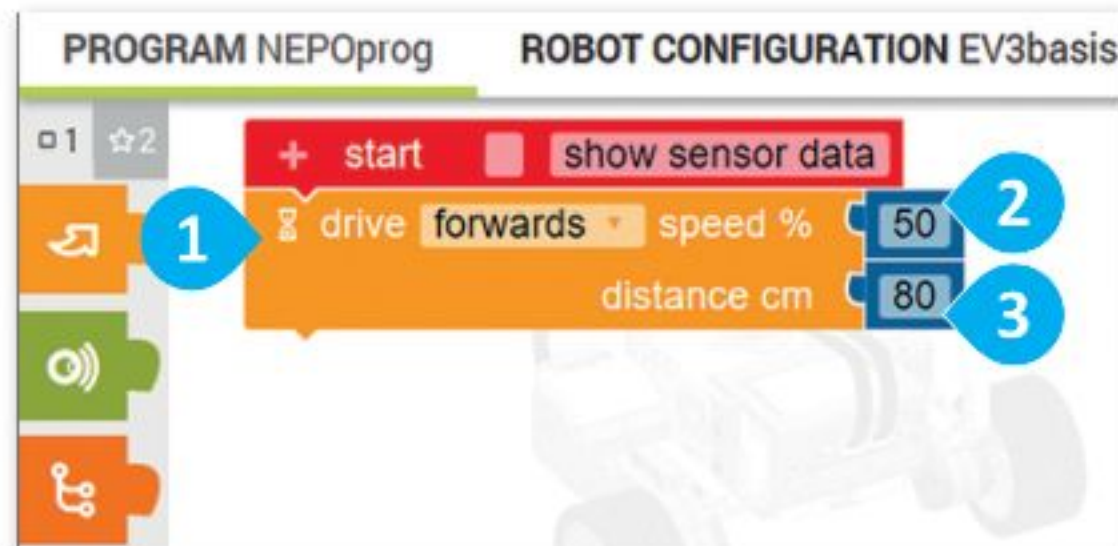 PROGRAM NEPOprog ROBOT CONFIGURATION EV3basis
1 2
+ start show sensor data
1 drive forwards speed % 50 2
distance cm 80 3